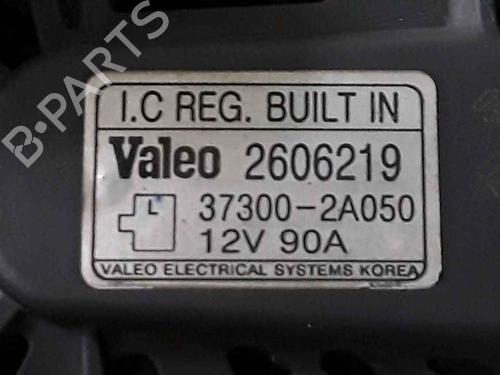 B-PARTS
I.C REG. BUILT IN
Valeo 2606219
37300-2A050
12V 90A
VALEO ELECTRICAL SYSTEMS KOREA